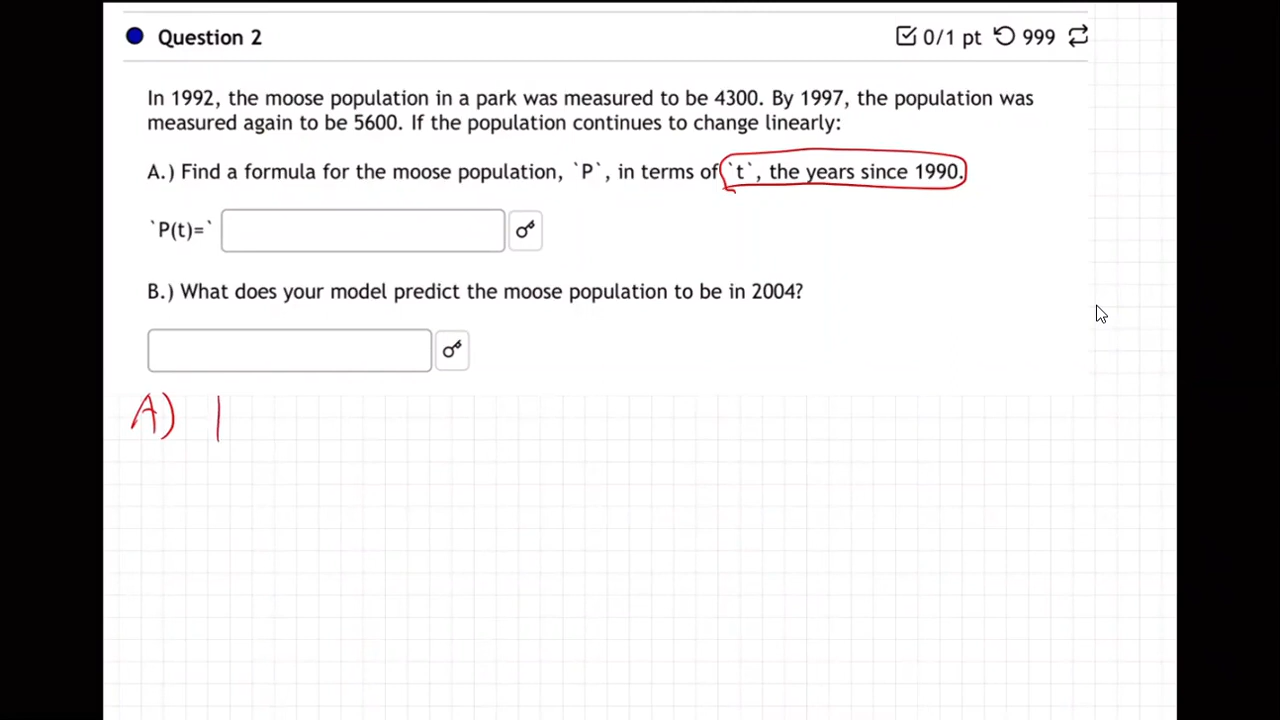 Question 2
0/1 pt 999
In 1992, the moose population in a park was measured to be 4300. By 1997, the population was
measured again to be 5600. If the population continues to change linearly:
A.) Find a formula for the moose population, `P`, in terms of `t`, the years since 1990.
`P(t)=`
B.) What does your model predict the moose population to be in 2004?
A) |